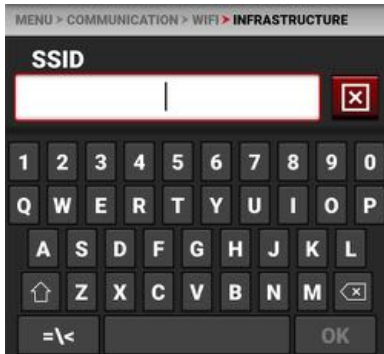 MENU > COMMUNICATION > WIFI > INFRASTRUCTURE
SSID
1 2 3 4 5 6 7 8 9 0
Q W E R T Y U I O P
A S D F G H J K L
Z X C V B N M
=\< OK